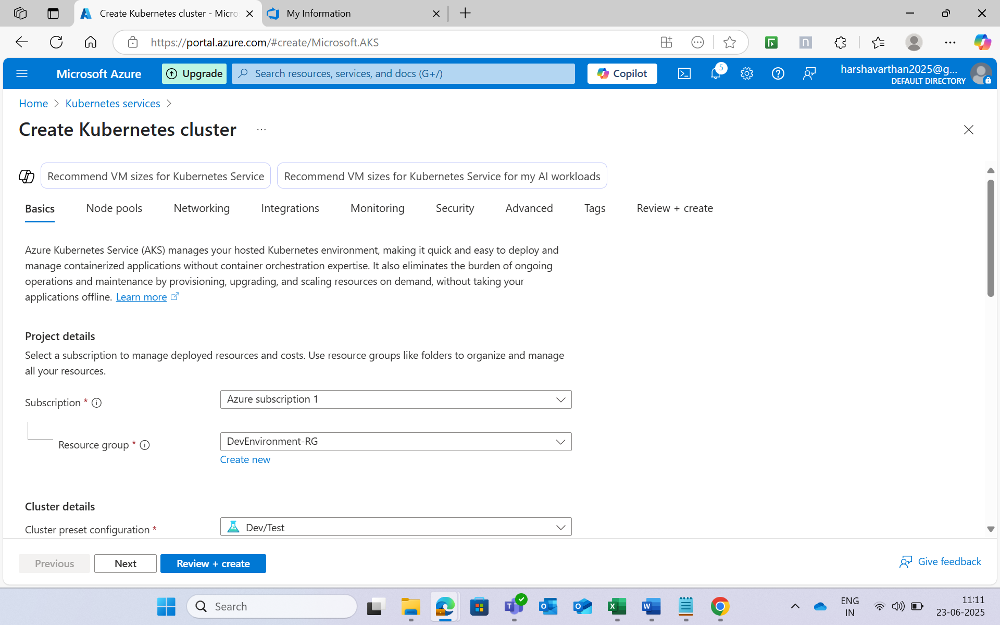 Create Kubernetes cluster - Micro
My Information
https://portal.azure.com/#create/Microsoft.AKS
Microsoft Azure
Upgrade
Search resources, services, and docs (G+/)
Copilot
5
harshavarthan2025@g...
DEFAULT DIRECTORY
Home > Kubernetes services >
Create Kubernetes cluster ...
Recommend VM sizes for Kubernetes Service
Recommend VM sizes for Kubernetes Service for my AI workloads
Basics
Node pools
Networking
Integrations
Monitoring
Security
Advanced
Tags
Review + create
Azure Kubernetes Service (AKS) manages your hosted Kubernetes environment, making it quick and easy to deploy and
manage containerized applications without container orchestration expertise. It also eliminates the burden of ongoing
operations and maintenance by provisioning, upgrading, and scaling resources on demand, without taking your
applications offline. Learn more
Project details
Select a subscription to manage deployed resources and costs. Use resource groups like folders to organize and manage
all your resources.
Subscription *
Azure subscription 1
Resource group *
DevEnvironment-RG
Create new
Cluster details
Cluster preset configuration *
Dev/Test
Previous
Next
Review + create
Give feedback
Search
ENG
IN
11:11
23-06-2025